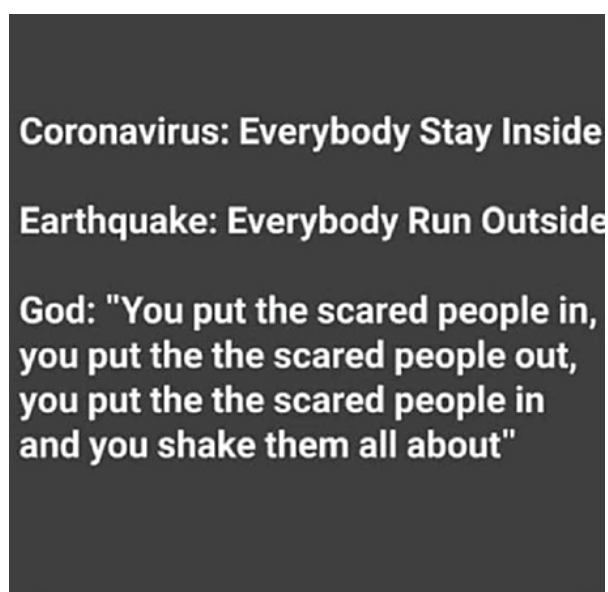 Coronavirus: Everybody Stay Inside
Earthquake: Everybody Run Outside
God: "You put the scared people in,
you put the the scared people out,
you put the the scared people in
and you shake them all about"